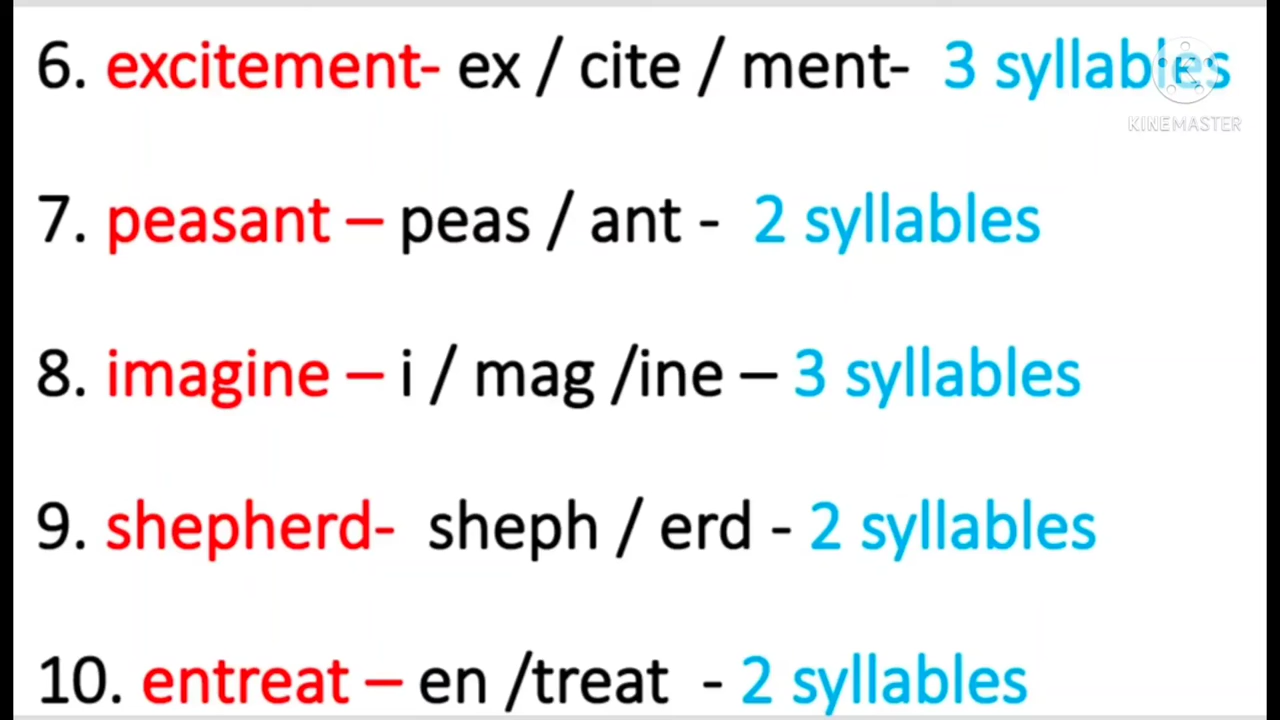 6. excitement- ex / cite / ment- 3 syllables
KINEMASTER
7. peasant – peas / ant - 2 syllables
8. imagine – i / mag /ine – 3 syllables
9. shepherd- sheph / erd - 2 syllables
10. entreat – en /treat - 2 syllables